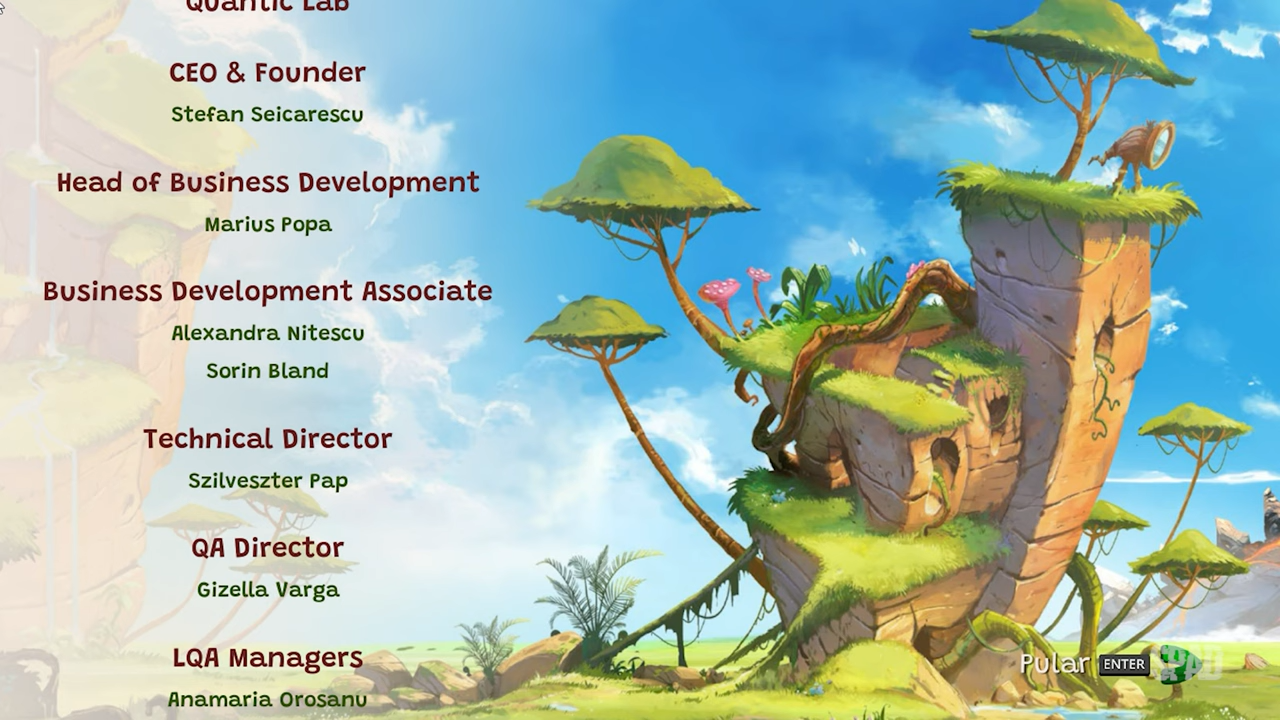 Quantic Lab
CEO & Founder
Stefan Seicarescu
Head of Business Development
Marius Popa
Business Development Associate
Alexandra Nitescu
Sorin Bland
Technical Director
Szilveszter Pap
QA Director
Gizella Varga
LQA Managers
Anamaria Orosanu
Pular ENTER